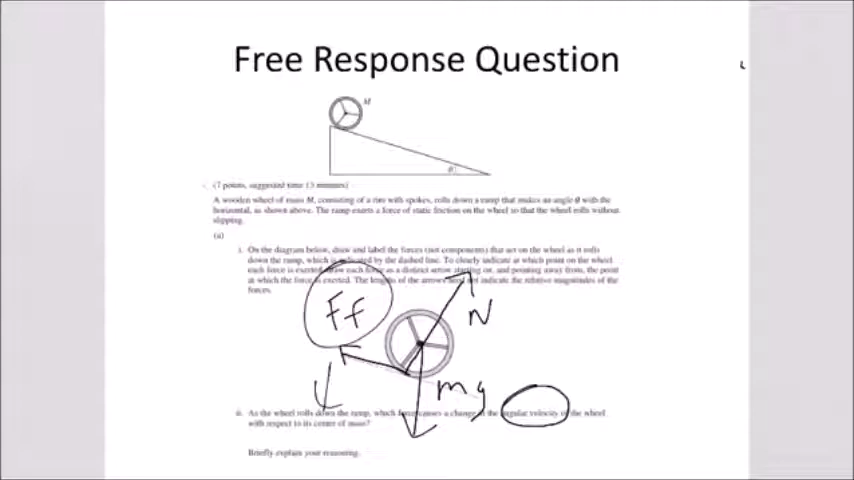 Free Response Question
M
θ
(7 points, suggested time 13 minutes)
A wooden wheel of mass M, consisting of a rim with spokes, rolls down a ramp that makes an angle θ with the
horizontal, as shown above. The ramp exerts a force of static friction on the wheel so that the wheel rolls without
slipping.
(a)
i. On the diagram below, draw and label the forces (not components) that act on the wheel as it rolls
down the ramp, which is indicated by the dashed line. To clearly indicate at which point on the wheel
each force is exerted, draw each force as a distinct arrow starting on, and pointing away from, the point
at which the force is exerted. The lengths of the arrows need not indicate the relative magnitudes of the
forces.
Ff
N
mg
ii. As the wheel rolls down the ramp, which force causes a change in the angular velocity of the wheel
with respect to its center of mass?
Briefly explain your reasoning.